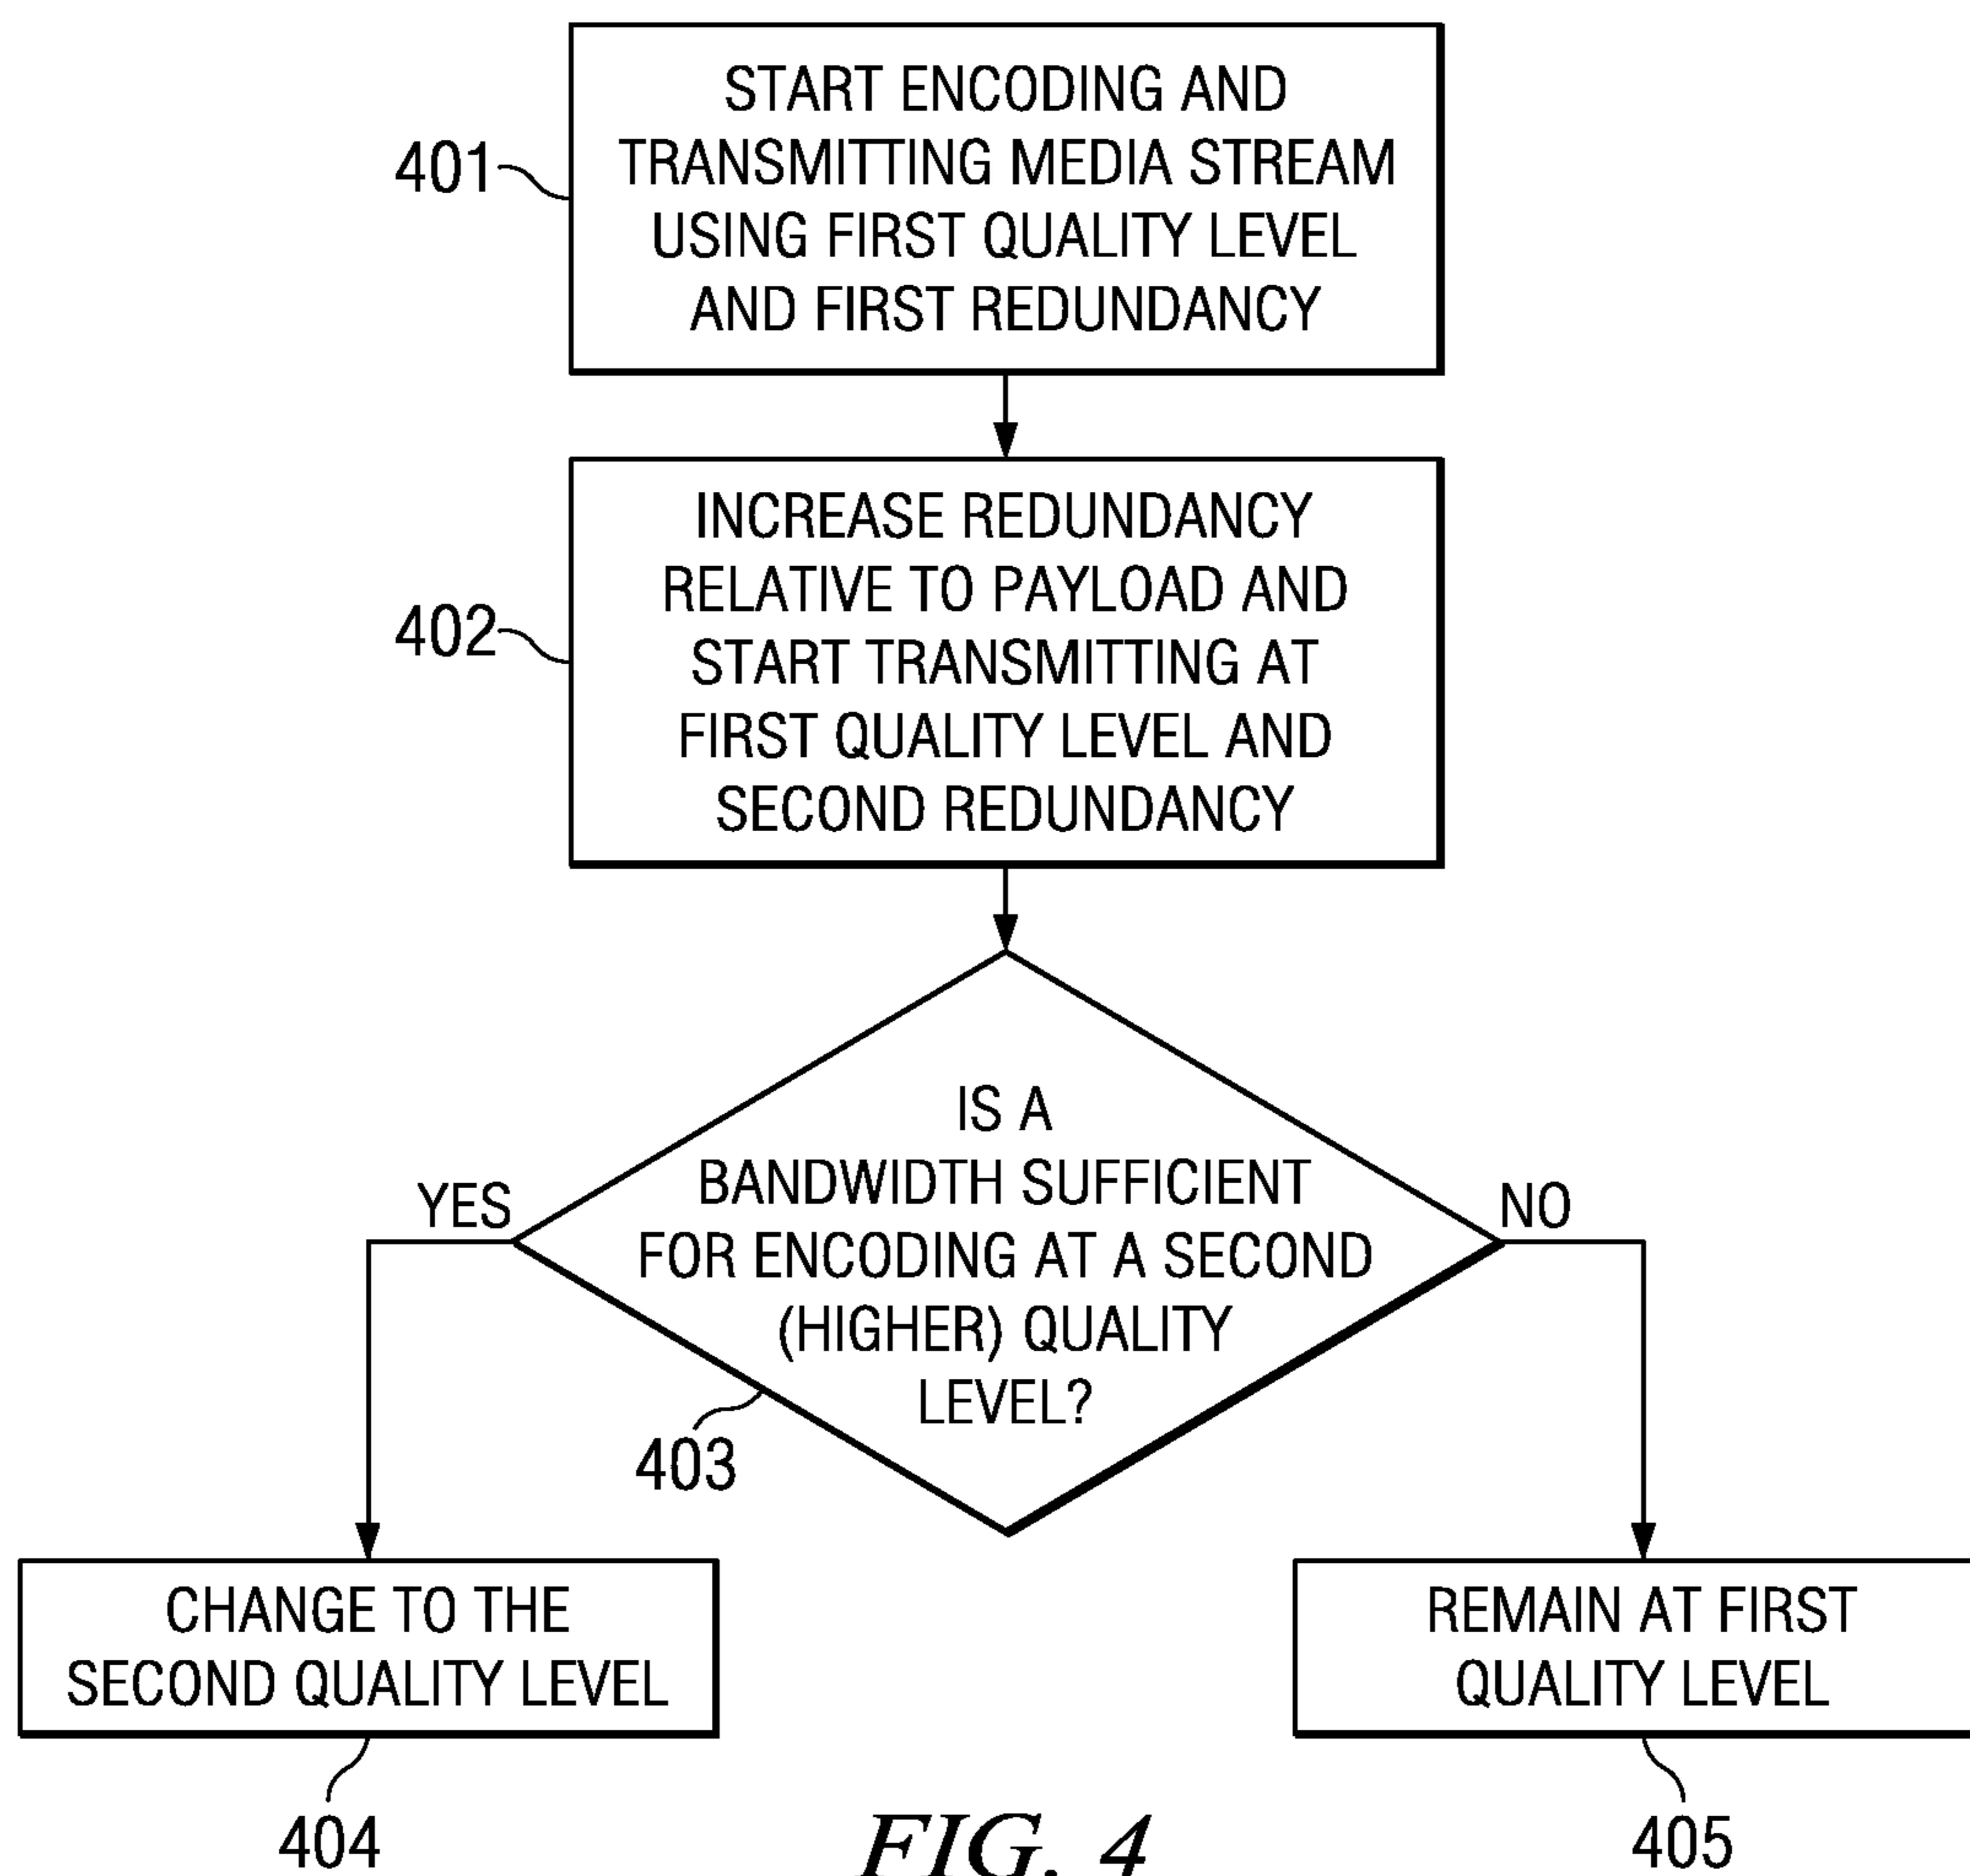 START ENCODING AND
TRANSMITTING MEDIA STREAM
USING FIRST QUALITY LEVEL
AND FIRST REDUNDANCY
401
INCREASE REDUNDANCY
RELATIVE TO PAYLOAD AND
START TRANSMITTING AT
FIRST QUALITY LEVEL AND
SECOND REDUNDANCY
402
IS A
BANDWIDTH SUFFICIENT
FOR ENCODING AT A SECOND
(HIGHER) QUALITY
LEVEL?
YES
NO
403
CHANGE TO THE
SECOND QUALITY LEVEL
REMAIN AT FIRST
QUALITY LEVEL
404
405
FIG. 4